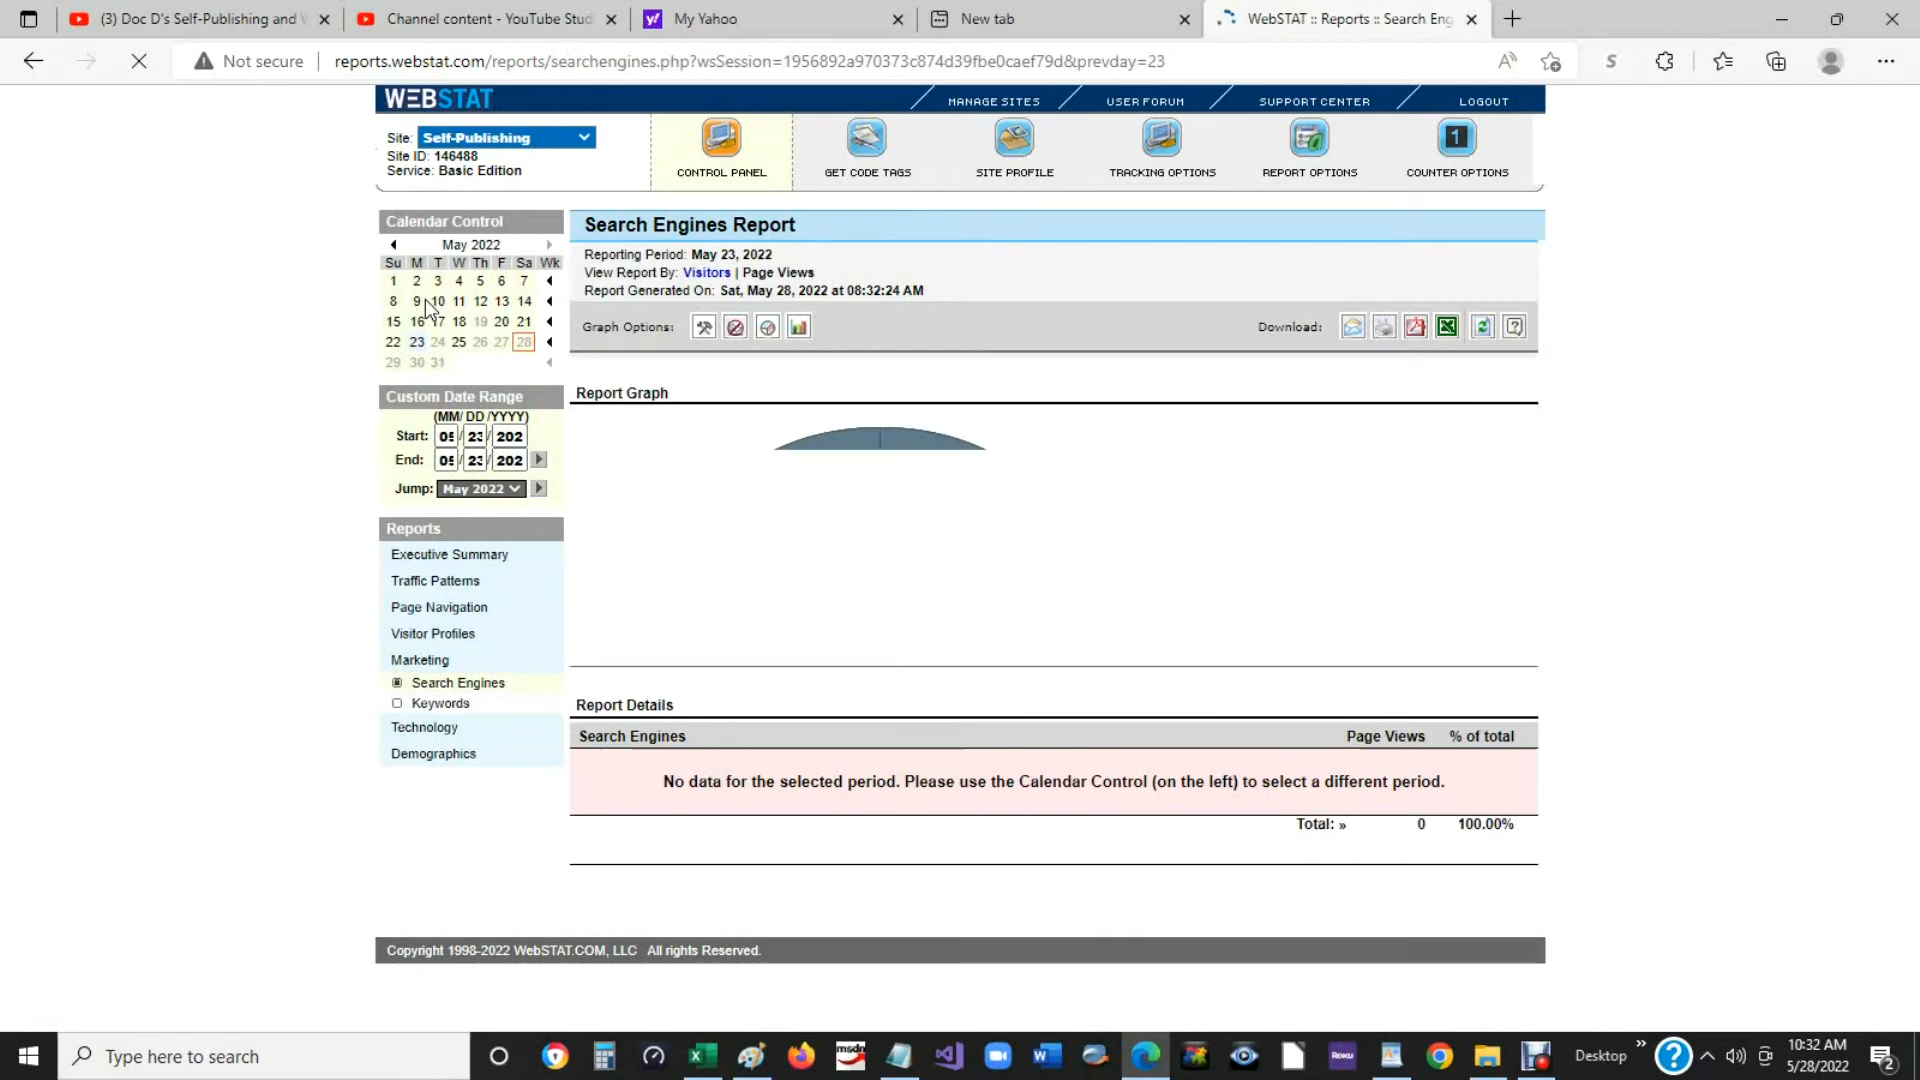 (3) Doc D's Self-Publishing and
Channel content - YouTube Stud
My Yahoo
New tab
WebSTAT :: Reports :: Search Eng
Not secure
reports.webstat.com/reports/searchengines.php?wsSession=1956892a970373c874d39fbe0caef79d&prevday=23
WEBSTAT
MANAGE SITES
USER FORUM
SUPPORT CENTER
LOGOUT
Site: Self-Publishing
Site ID: 146488
Service: Basic Edition
CONTROL PANEL
GET CODE TAGS
SITE PROFILE
TRACKING OPTIONS
REPORT OPTIONS
1
COUNTER OPTIONS
Calendar Control
May 2022
Su M T W Th F Sa Wk
1 2 3 4 5 6 7
8 9 10 11 12 13 14
15 16 17 18 19 20 21
22 23 24 25 26 27 28
29 30 31
Custom Date Range
(MM/ DD /YYYY)
Start: 05 / 23 / 202
End: 05 / 23 / 202
Jump: May 2022
Reports
Executive Summary
Traffic Patterns
Page Navigation
Visitor Profiles
Marketing
Search Engines
Keywords
Technology
Demographics
Search Engines Report
Reporting Period: May 23, 2022
View Report By: Visitors | Page Views
Report Generated On: Sat, May 28, 2022 at 08:32:24 AM
Graph Options:
Download:
Report Graph
Report Details
Search Engines Page Views % of total
No data for the selected period. Please use the Calendar Control (on the left) to select a different period.
Total: » 0 100.00%
Copyright 1998-2022 WebSTAT.COM, LLC All rights Reserved.
Type here to search
msdn
Roku
Desktop
10:32 AM
5/28/2022
2